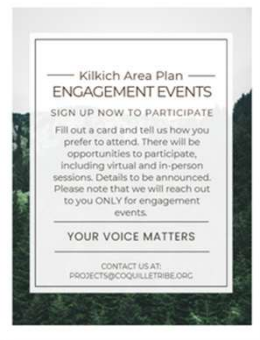 Kilkich Area Plan
ENGAGEMENT EVENTS
SIGN UP NOW TO PARTICIPATE
Fill out a card and tell us how you
prefer to attend. There will be
opportunities to participate,
including virtual and in-person
sessions. Details to be announced.
Please note that we will reach out
to you ONLY for engagement
events.
YOUR VOICE MATTERS
CONTACT US AT:
PROJECTS@COQUILLETRIBE.ORG